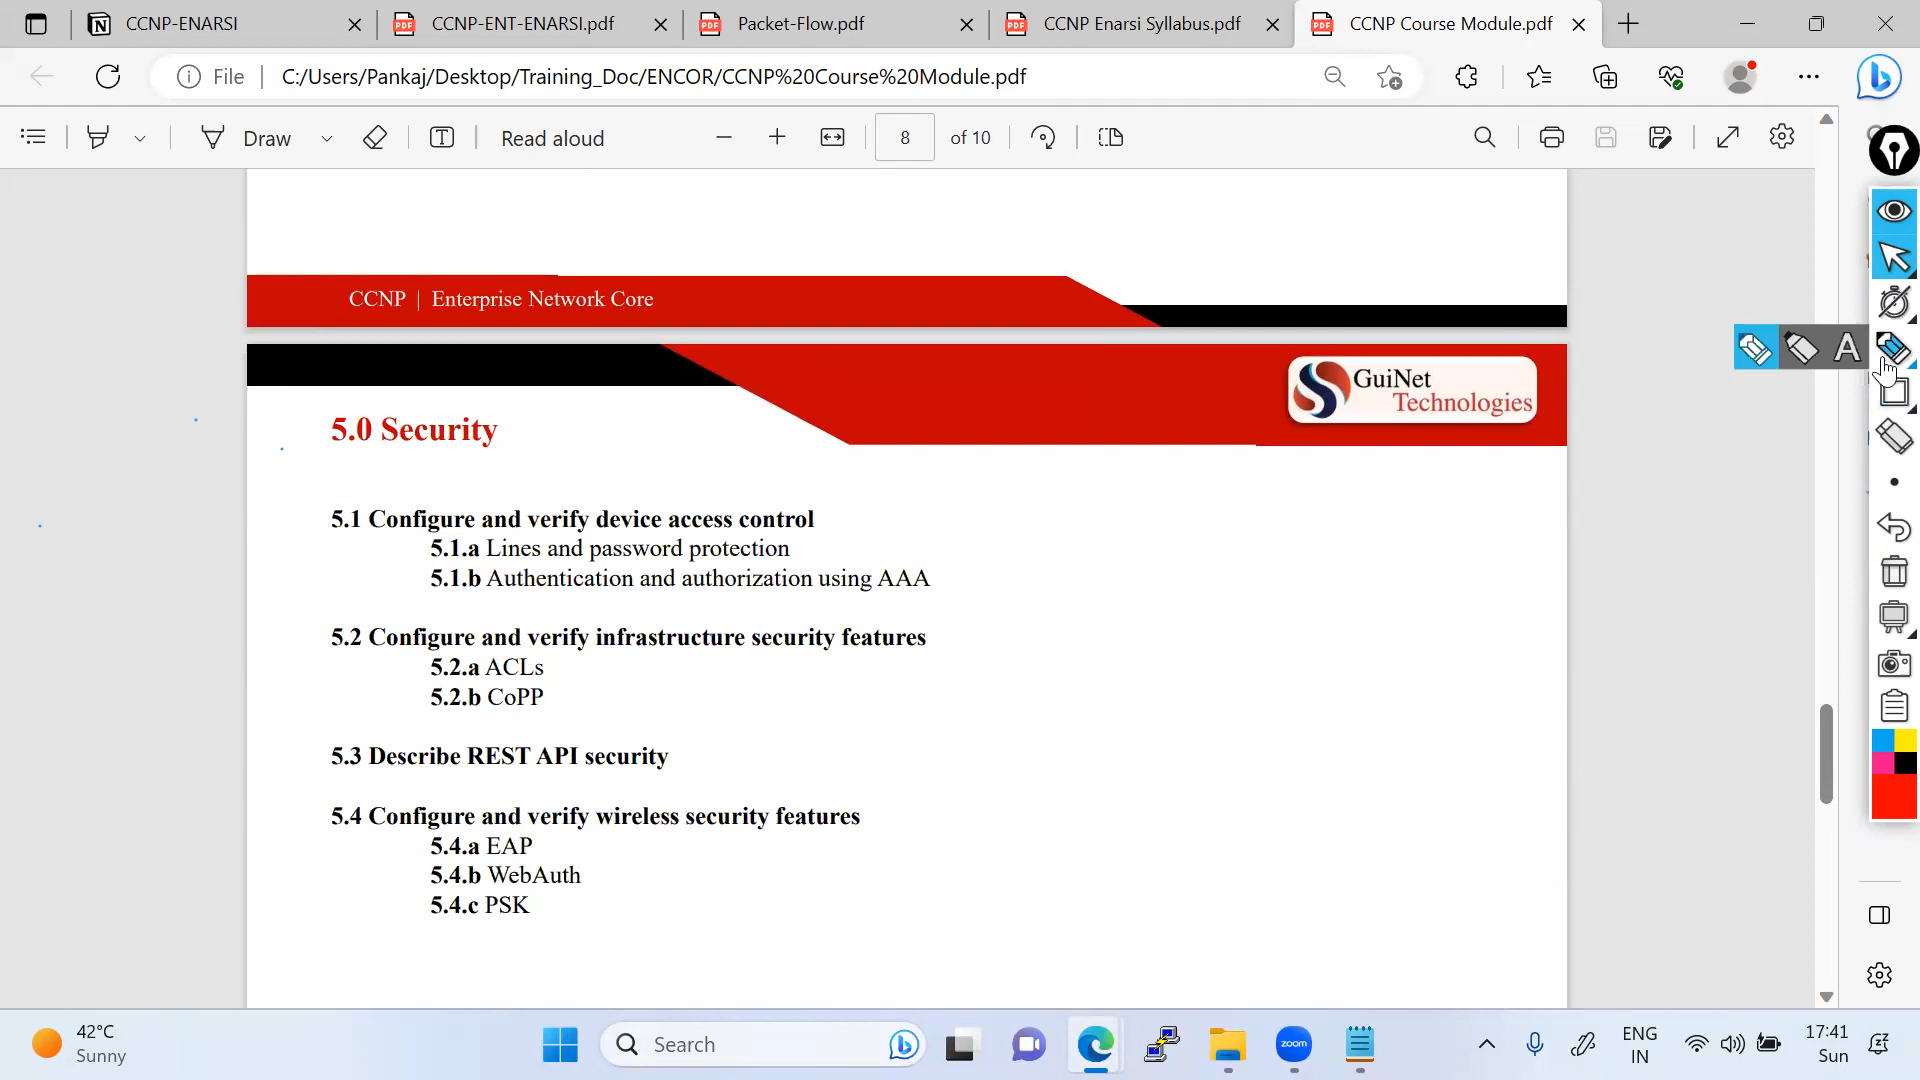 CCNP-ENARSI
CCNP-ENT-ENARSI.pdf
Packet-Flow.pdf
CCNP Enarsi Syllabus.pdf
CCNP Course Module.pdf
File
C:/Users/Pankaj/Desktop/Training_Doc/ENCOR/CCNP%20Course%20Module.pdf
Draw
Read aloud
8
of 10
CCNP | Enterprise Network Core
GuiNet
Technologies
5.0 Security
5.1 Configure and verify device access control
5.1.a Lines and password protection
5.1.b Authentication and authorization using AAA
5.2 Configure and verify infrastructure security features
5.2.a ACLs
5.2.b CoPP
5.3 Describe REST API security
5.4 Configure and verify wireless security features
5.4.a EAP
5.4.b WebAuth
5.4.c PSK
A
42°C
Sunny
Search
zoom
ENG
IN
17:41
Sun